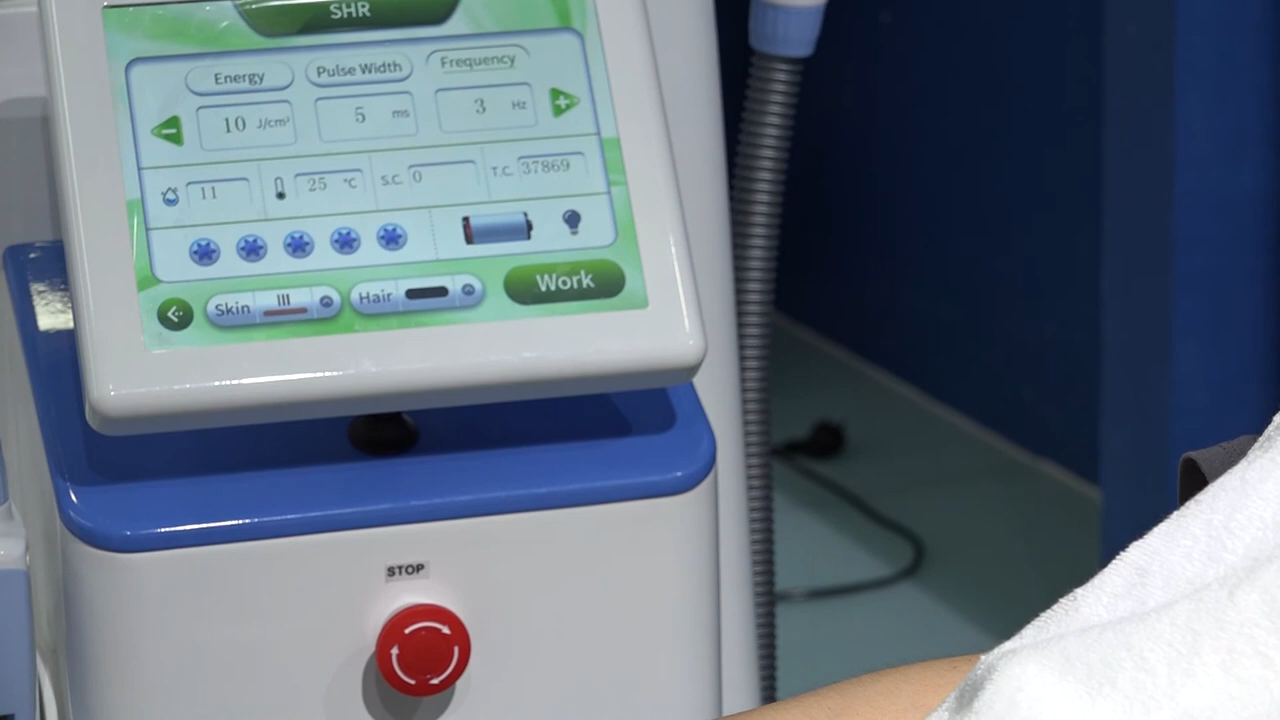 SHR
Energy Pulse Width Frequency
10 J/cm² 5 ms 3 Hz
11 25 °C S.C. 0 T.C. 37869
Skin III Hair Work
STOP